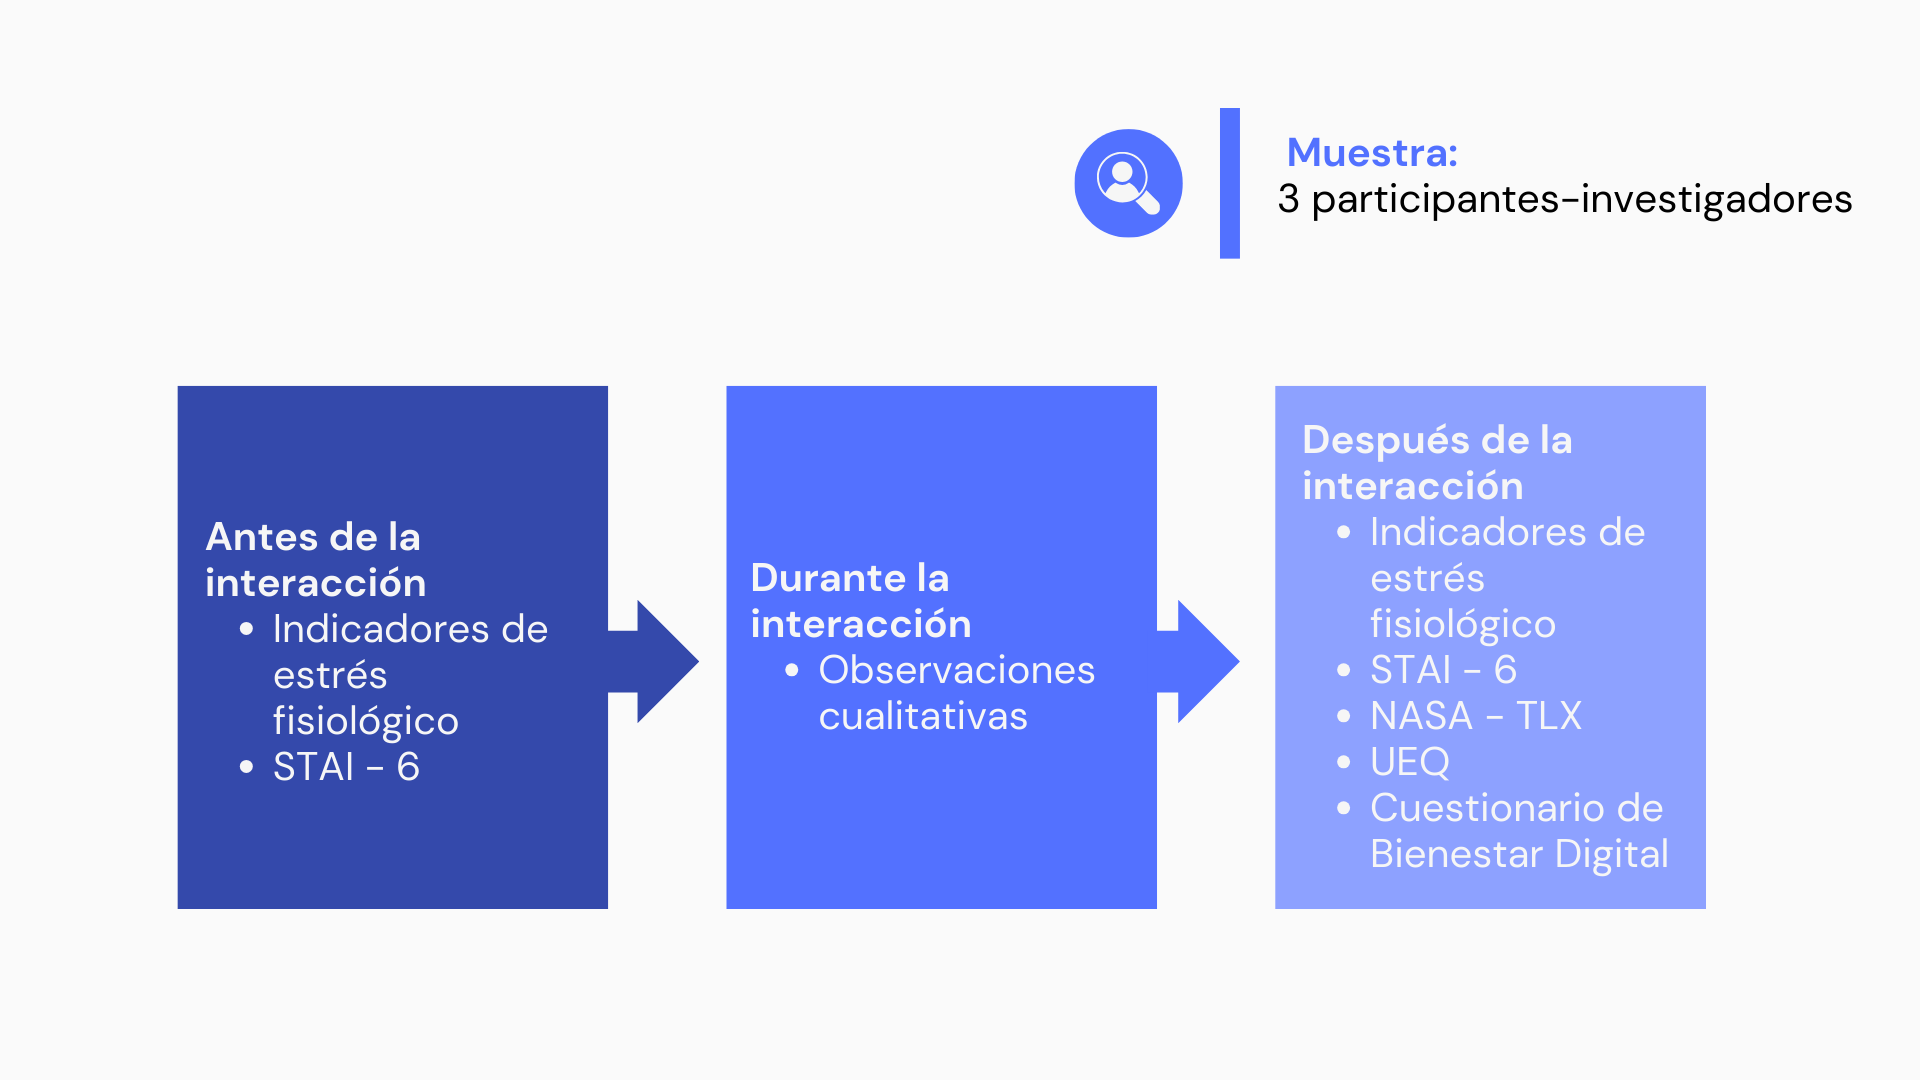 Muestra:
3 participantes-investigadores
Antes de la
interacción
• Indicadores de
estrés
fisiológico
• STAI - 6
Durante la
interacción
• Observaciones
cualitativas
Después de la
interacción
• Indicadores de
estrés
fisiológico
• STAI - 6
• NASA - TLX
• UEQ
• Cuestionario de
Bienestar Digital